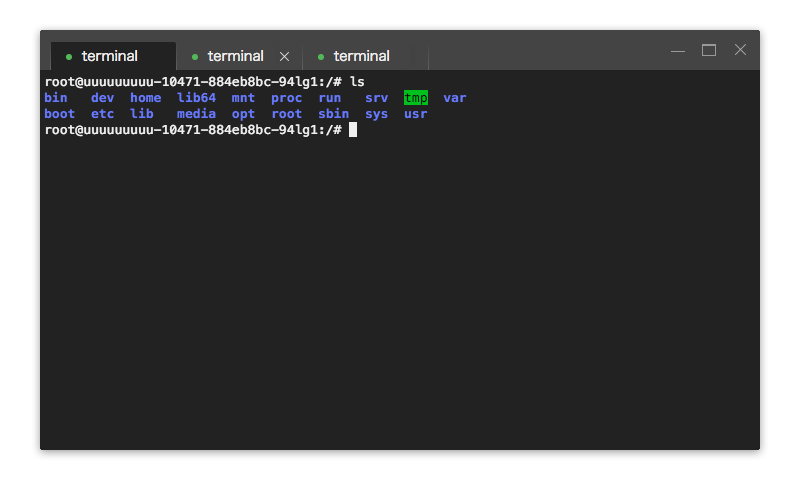 terminal terminal terminal
root@uuuuuuuuu-10471-884eb8bc-94lg1:/# ls
bin dev home lib64 mnt proc run srv tmp var
boot etc lib media opt root sbin sys usr
root@uuuuuuuuu-10471-884eb8bc-94lg1:/#